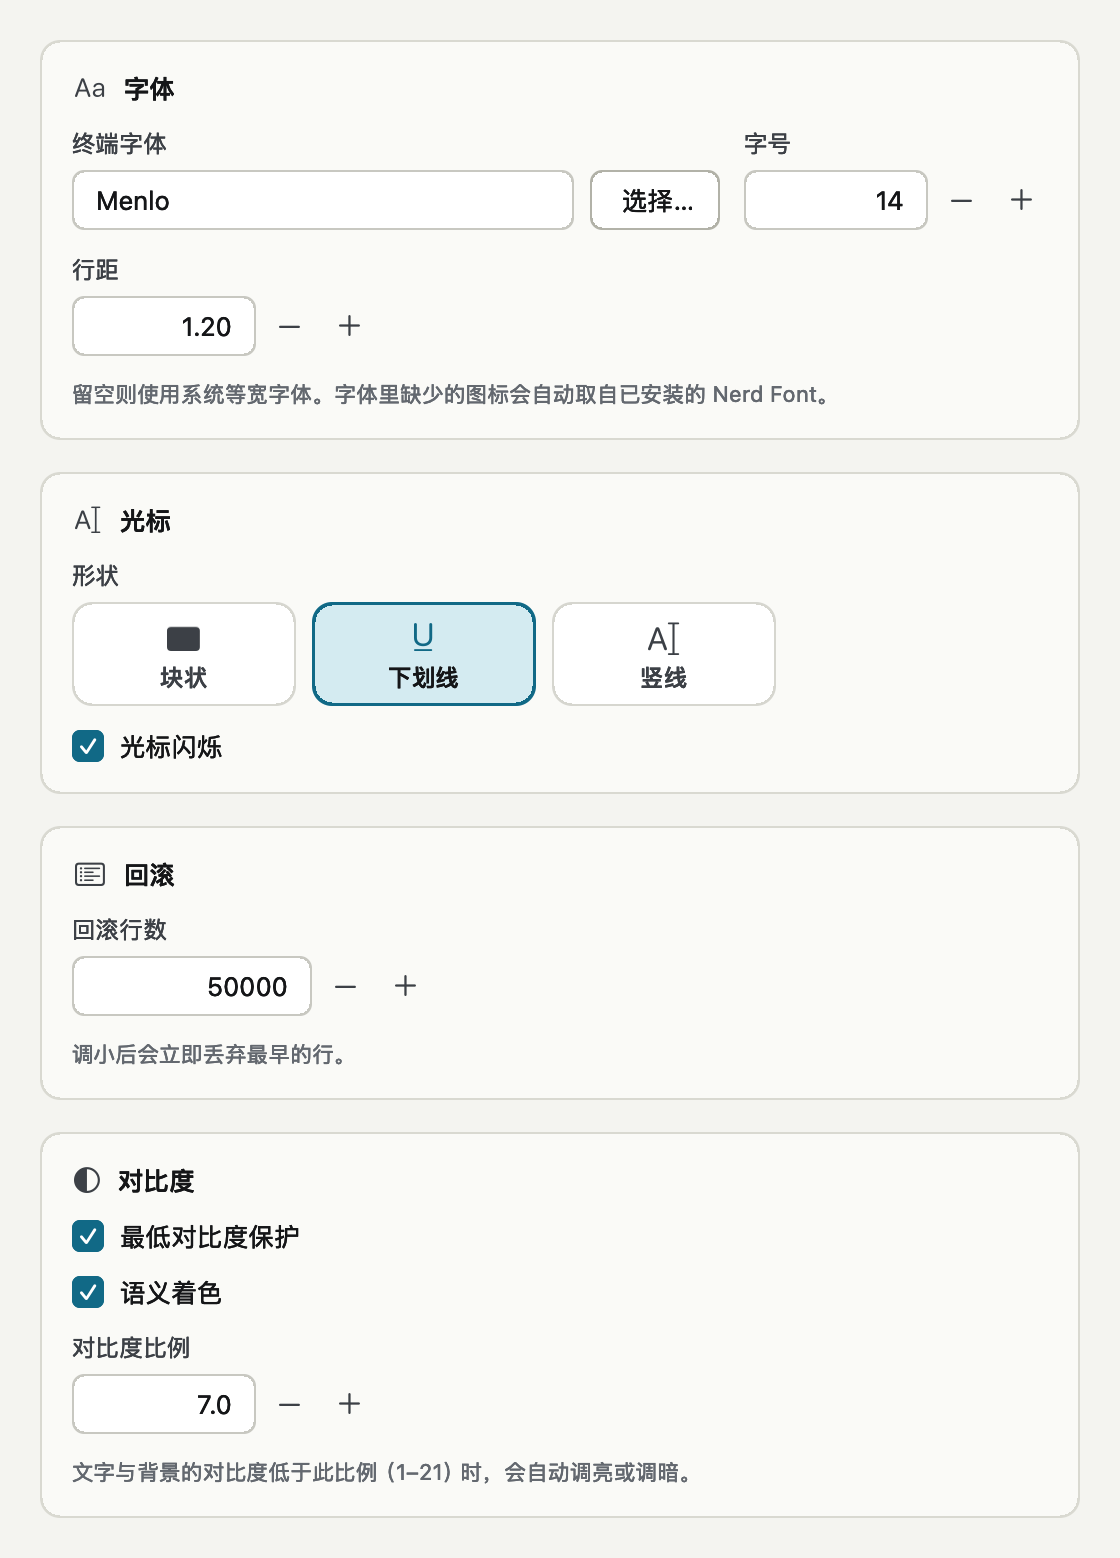 Aa 字体
终端字体 字号
Menlo 选择... 14 — +
行距
1.20 — +
留空则使用系统等宽字体。字体里缺少的图标会自动取自已安装的 Nerd Font。
A 光标
形状
U A
块状 下划线 竖线
光标闪烁
回滚
回滚行数
50000 — +
调小后会立即丢弃最早的行。
对比度
最低对比度保护
语义着色
对比度比例
7.0 — +
文字与背景的对比度低于此比例（1–21）时，会自动调亮或调暗。